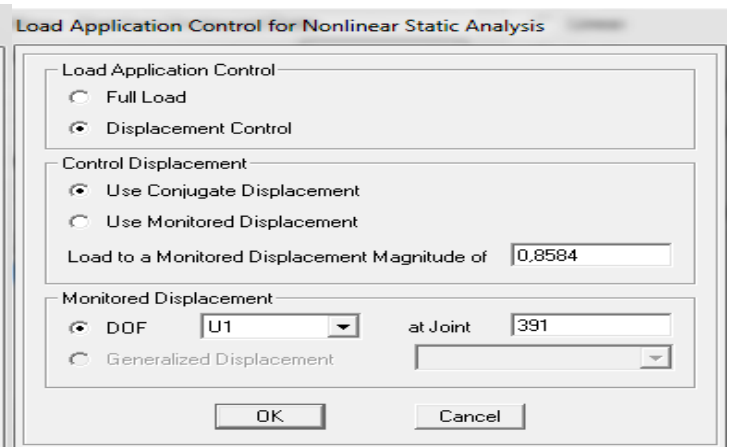 Load Application Control for Nonlinear Static Analysis
Load Application Control
Full Load
Displacement Control
Control Displacement
Use Conjugate Displacement
Use Monitored Displacement
Load to a Monitored Displacement Magnitude of 0,8584
Monitored Displacement
DOF U1 at Joint 391
Generalized Displacement
OK Cancel